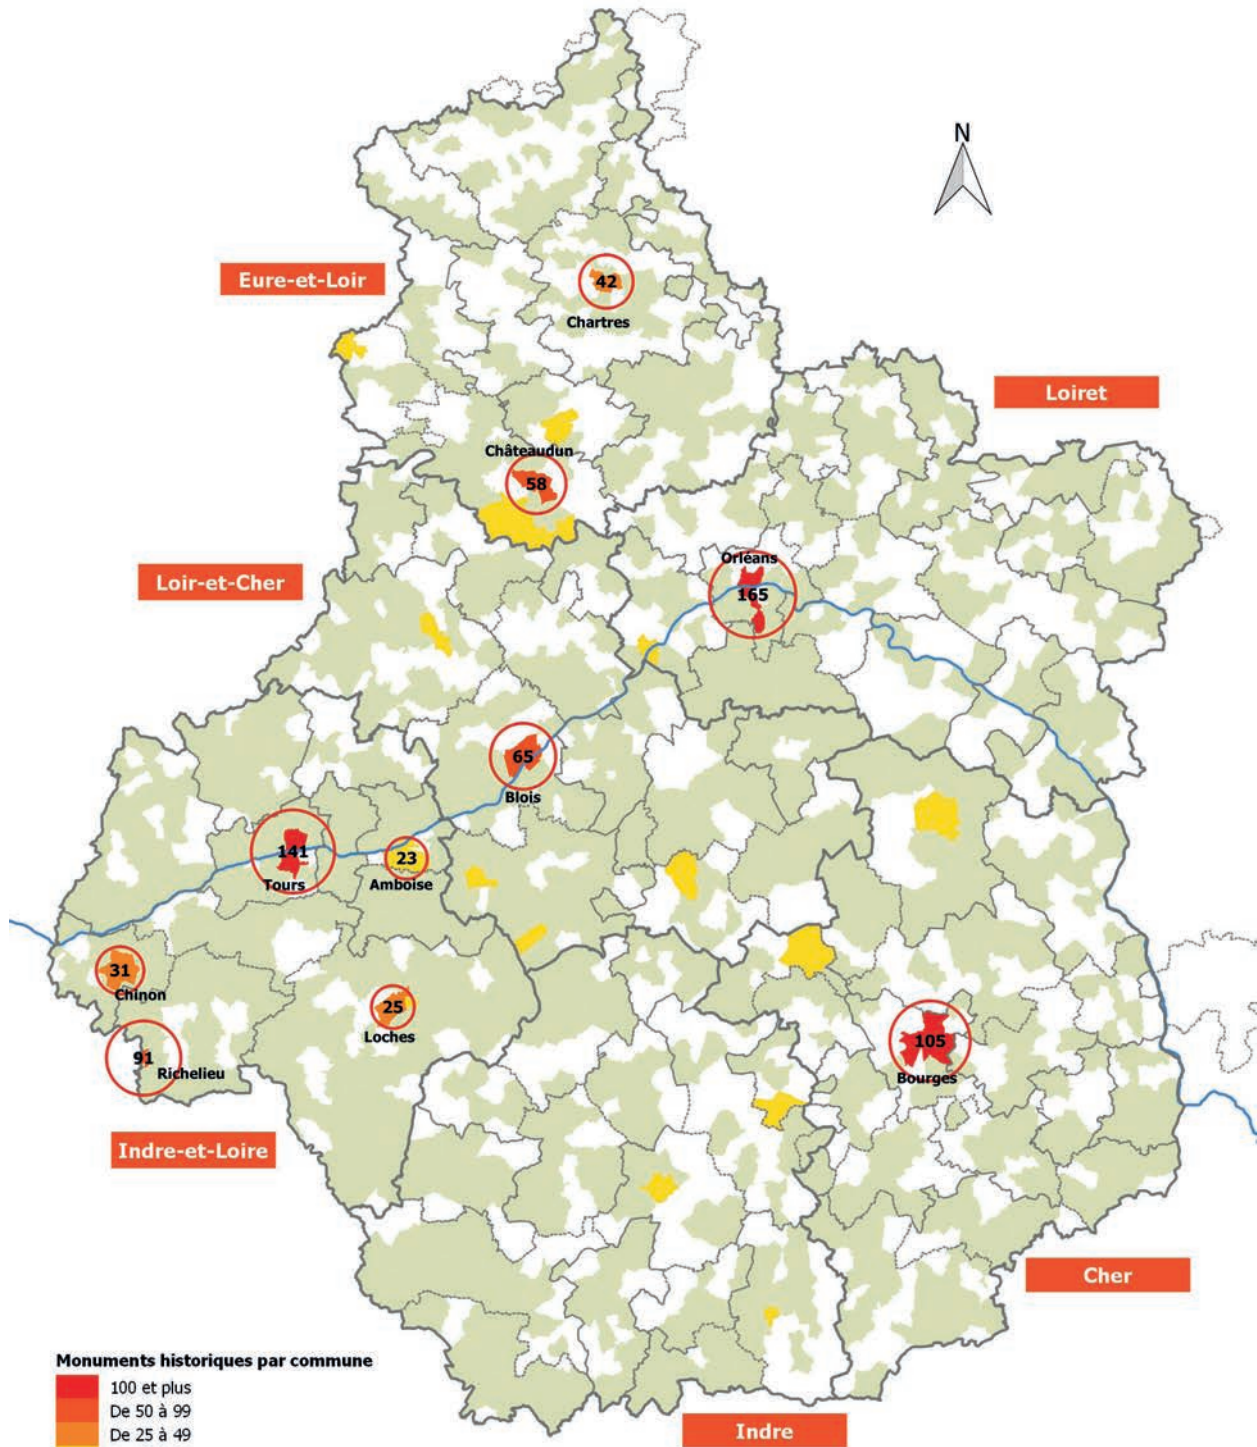 N
Eure-et-Loir
42
Chartres
Loiret
Châteaudun
58
Orléans
165
Loir-et-Cher
65
Blois
141
Tours
23
Amboise
31
Chinon
25
Loches
105
Bourges
91
Richelieu
Indre-et-Loire
Cher
Monuments historiques par commune
100 et plus
De 50 à 99
De 25 à 49
Indre